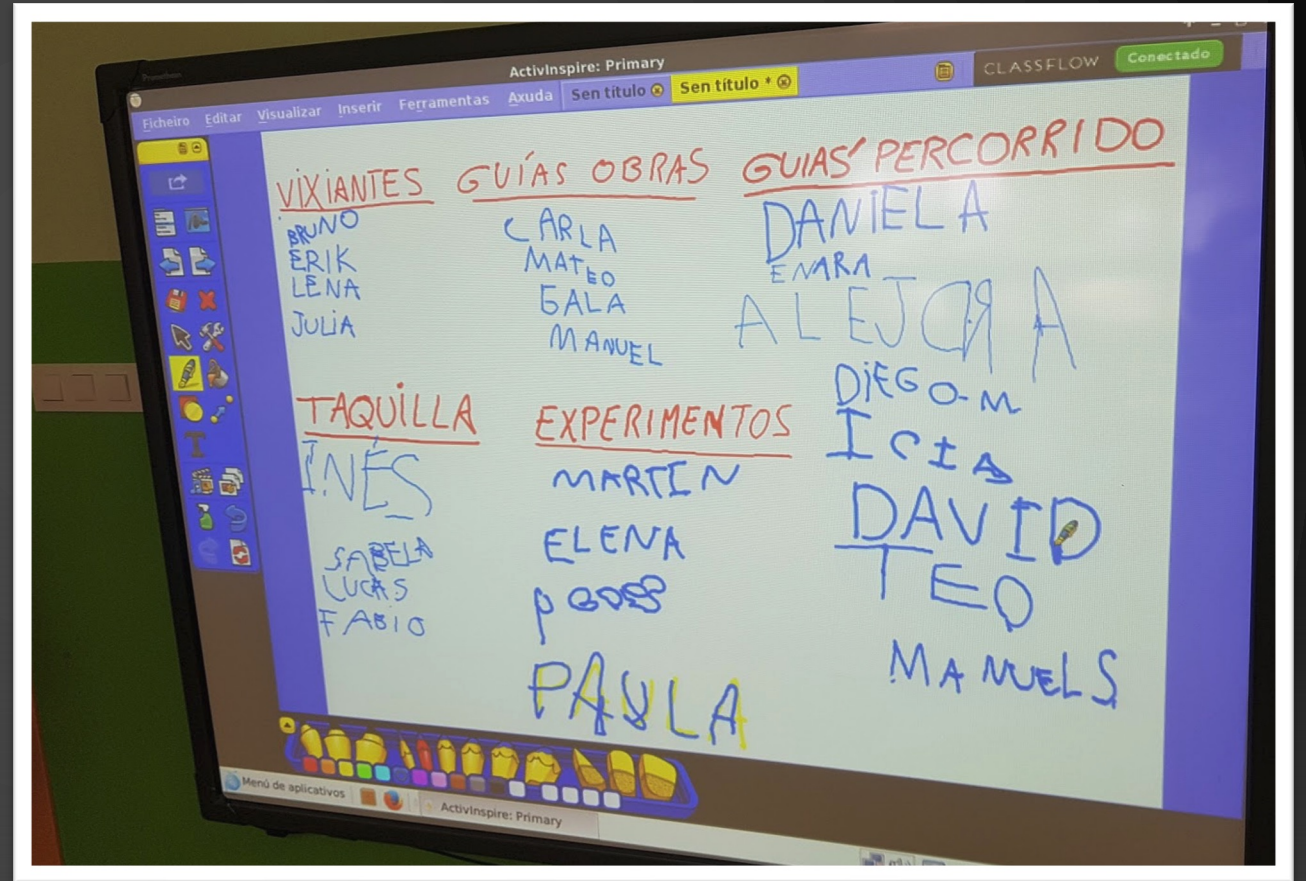 Promethean
ActivInspire: Primary
CLASSFLOW Conectado
Ficheiro Editar Visualizar Inserir Ferramentas Axuda Sen título Sen título *
VIXIANTES
BRUNO
ERIK
LENA
JULIA
GUÍAS OBRAS
CARLA
MATEO
GALA
MANUEL
GUIAS PERCORRIDO
DANIELA
ENARA
DIEGO-M
ICIA
DAVID
TEO
MANUEL S
TAQUILLA
INÉS
SABELA
LUCAS
FABIO
EXPERIMENTOS
MARTIN
ELENA
PAULA
Menú de aplicativos
ActivInspire: Primary